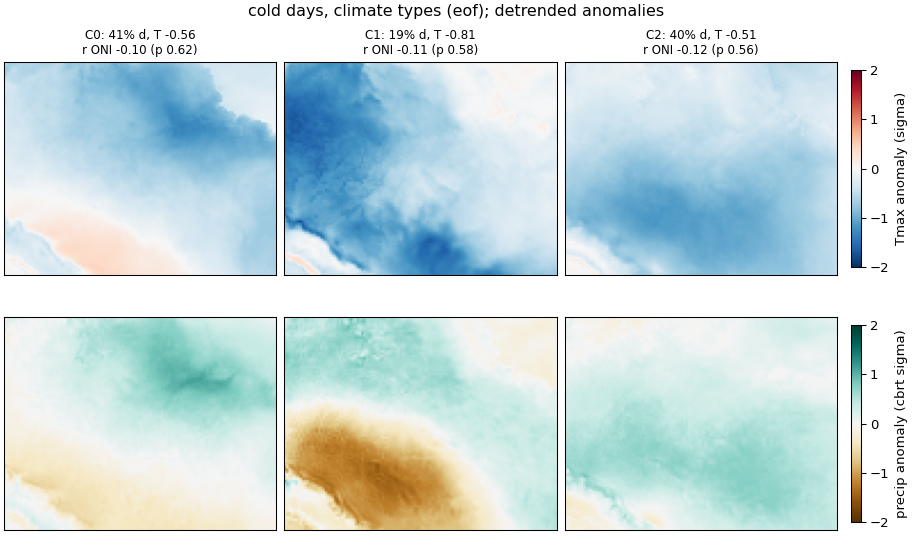 cold days, climate types (eof); detrended anomalies
C0: 41% d, T -0.56
r ONI -0.10 (p 0.62)
C1: 19% d, T -0.81
r ONI -0.11 (p 0.58)
C2: 40% d, T -0.51
r ONI -0.12 (p 0.56)
2
1
0
−1
−2
Tmax anomaly (sigma)
2
1
0
−1
−2
precip anomaly (cbrt sigma)